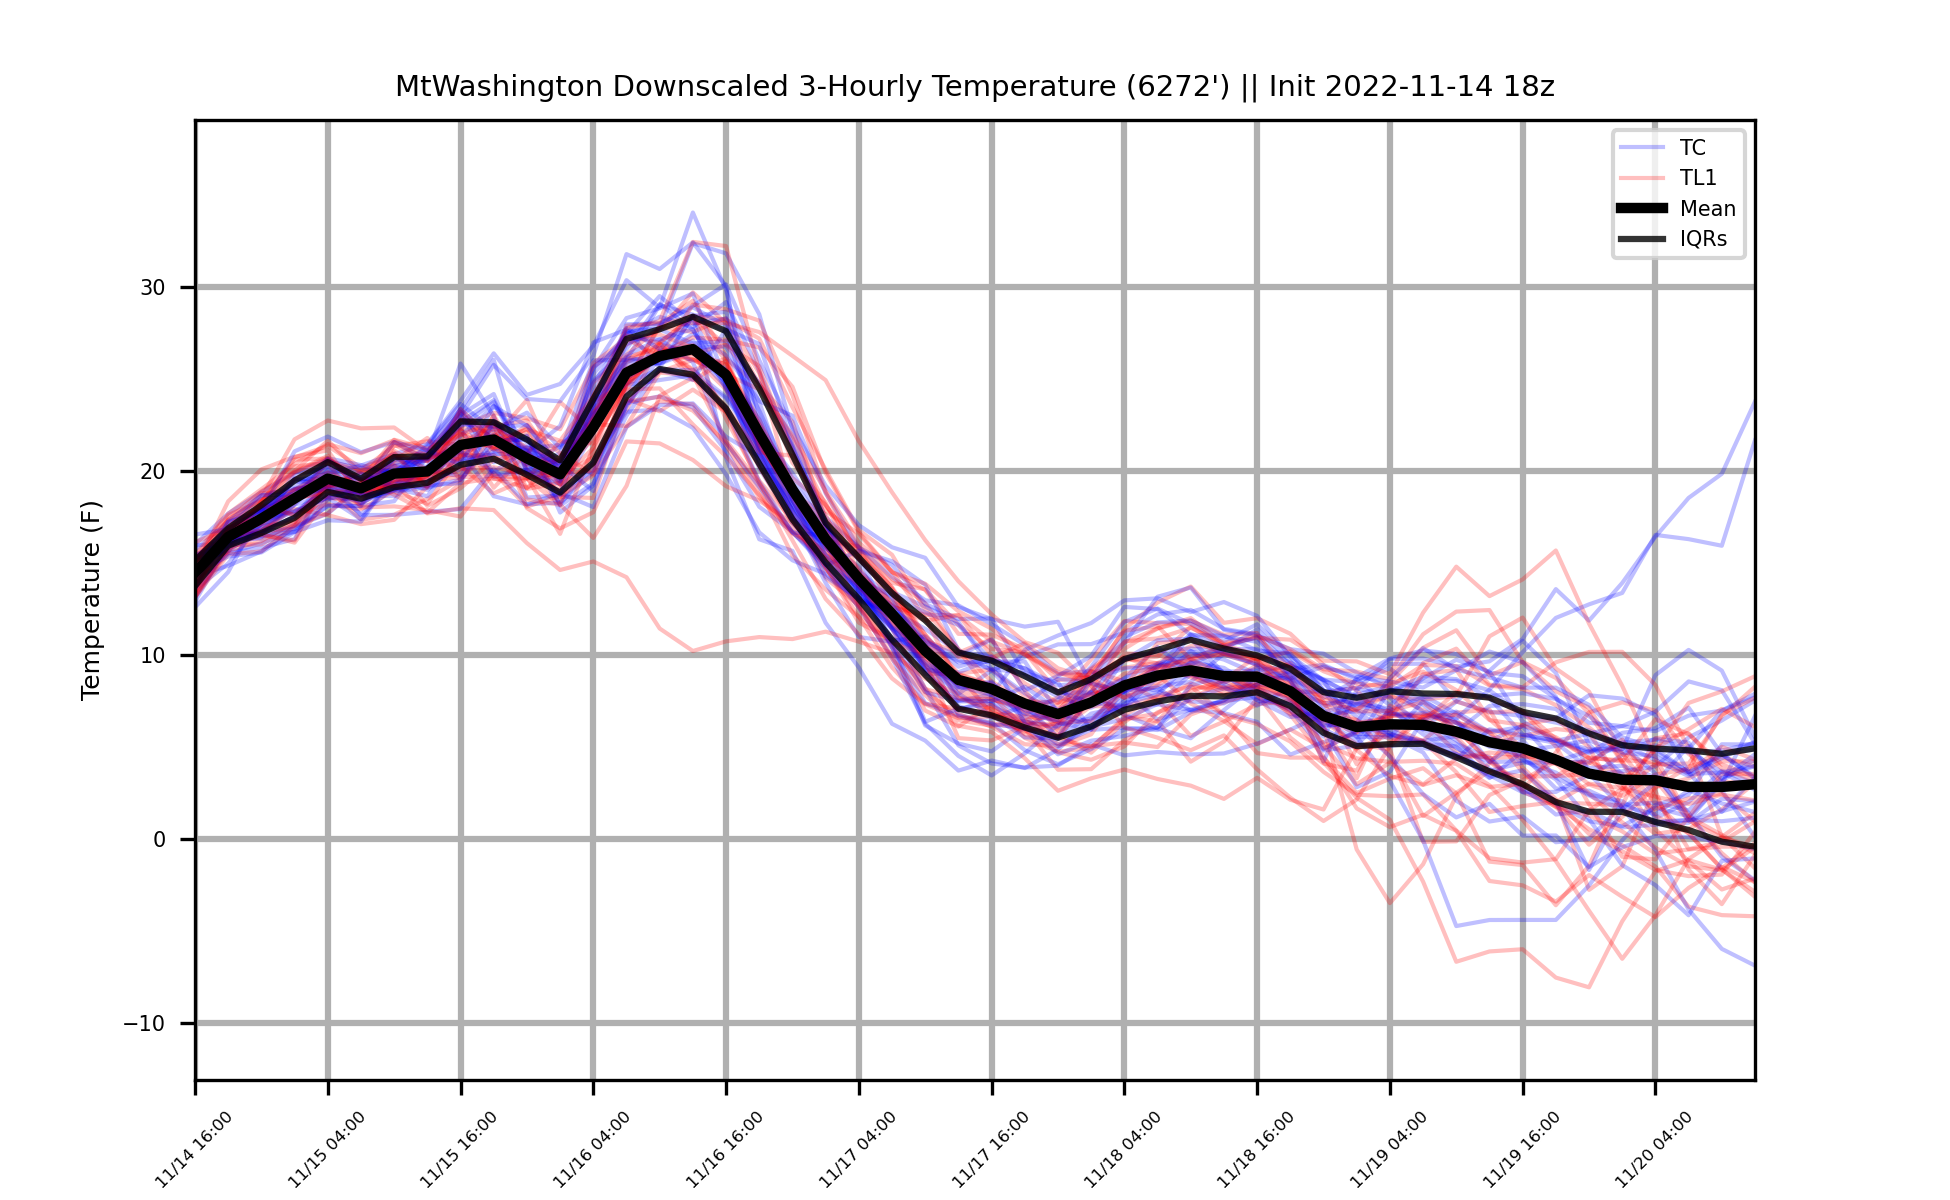 MtWashington Downscaled 3-Hourly Temperature (6272') || Init 2022-11-14 18z
TC
TL1
Mean
IQRs
Temperature (F)
30
20
10
0
−10
11/14 16:00
11/15 04:00
11/15 16:00
11/16 04:00
11/16 16:00
11/17 04:00
11/17 16:00
11/18 04:00
11/18 16:00
11/19 04:00
11/19 16:00
11/20 04:00